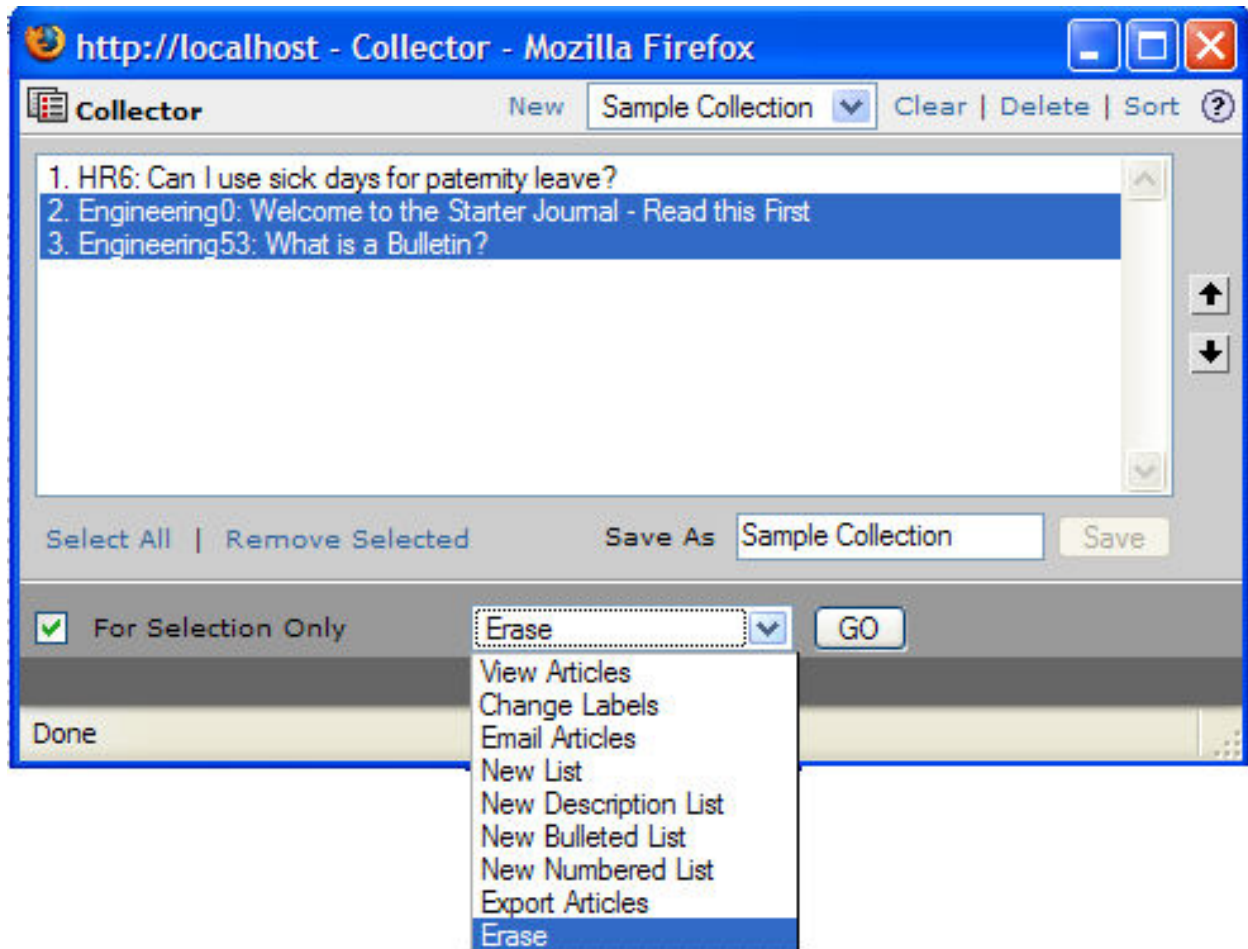 http://localhost - Collector - Mozilla Firefox
Collector New Sample Collection Clear | Delete | Sort ?
1. HR6: Can I use sick days for paternity leave?
2. Engineering0: Welcome to the Starter Journal - Read this First
3. Engineering53: What is a Bulletin?
Select All | Remove Selected Save As Sample Collection Save
For Selection Only Erase GO
View Articles
Change Labels
Email Articles
New List
New Description List
New Bulleted List
New Numbered List
Export Articles
Erase
Done